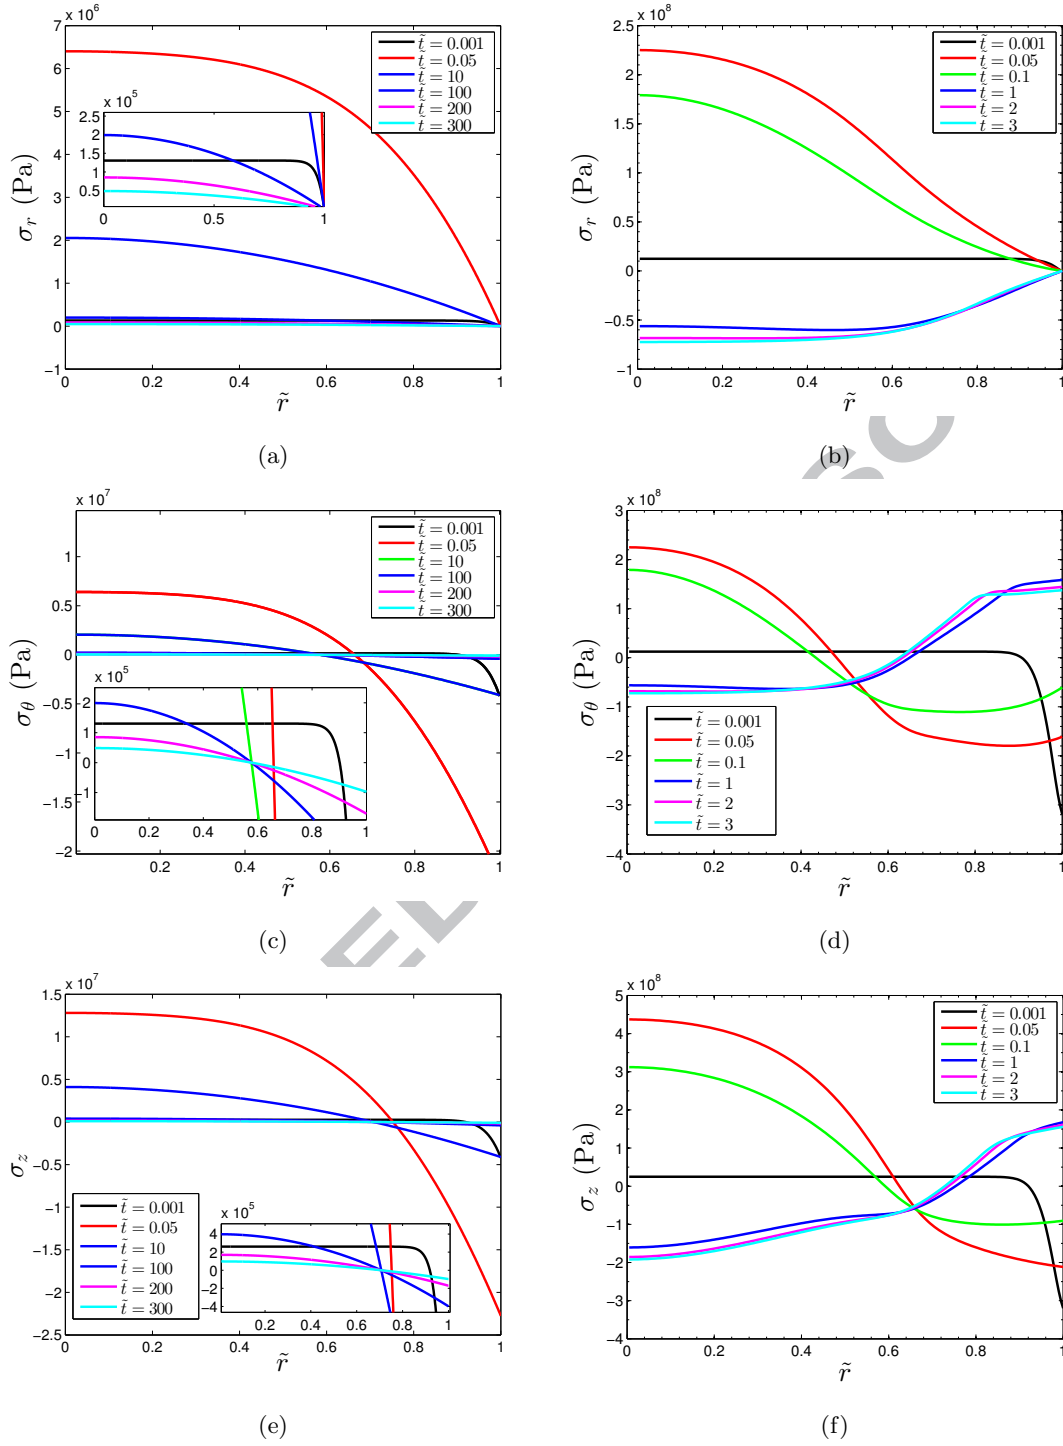 x 10^6
7
6
5
4
3
2
1
0
−1
σ_r (Pa)
t̃ = 0.001
t̃ = 0.05
t̃ = 10
t̃ = 100
t̃ = 200
t̃ = 300
x 10^5
2.5
2
1.5
1
0.5
0 0.5 1
0 0.2 0.4 0.6 0.8 1
r̃
(a)
x 10^8
2.5
2
1.5
1
0.5
0
−0.5
−1
σ_r (Pa)
t̃ = 0.001
t̃ = 0.05
t̃ = 0.1
t̃ = 1
t̃ = 2
t̃ = 3
0 0.2 0.4 0.6 0.8 1
r̃
(b)
x 10^7
1
0.5
0
−0.5
−1
−1.5
−2
σ_θ (Pa)
t̃ = 0.001
t̃ = 0.05
t̃ = 10
t̃ = 100
t̃ = 200
t̃ = 300
x 10^5
2
1
0
−1
0 0.2 0.4 0.6 0.8 1
0 0.2 0.4 0.6 0.8 1
r̃
(c)
x 10^8
3
2
1
0
−1
−2
−3
−4
σ_θ (Pa)
t̃ = 0.001
t̃ = 0.05
t̃ = 0.1
t̃ = 1
t̃ = 2
t̃ = 3
0 0.2 0.4 0.6 0.8 1
r̃
(d)
x 10^7
1.5
1
0.5
0
−0.5
−1
−1.5
−2
−2.5
σ_z (Pa)
t̃ = 0.001
t̃ = 0.05
t̃ = 10
t̃ = 100
t̃ = 200
t̃ = 300
x 10^5
4
2
0
−2
−4
0.2 0.4 0.6 0.8 1
0 0.2 0.4 0.6 0.8 1
r̃
(e)
x 10^8
5
4
3
2
1
0
−1
−2
−3
−4
σ_z (Pa)
t̃ = 0.001
t̃ = 0.05
t̃ = 0.1
t̃ = 1
t̃ = 2
t̃ = 3
0 0.2 0.4 0.6 0.8 1
r̃
(f)